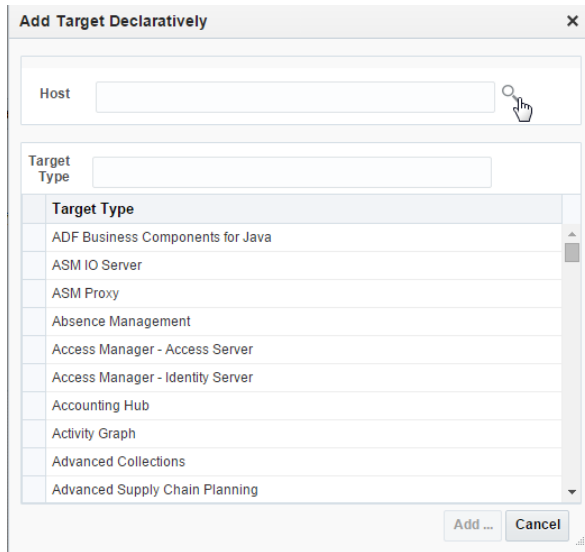 Add Target Declaratively
Host
Target
Type
Target Type
ADF Business Components for Java
ASM IO Server
ASM Proxy
Absence Management
Access Manager - Access Server
Access Manager - Identity Server
Accounting Hub
Activity Graph
Advanced Collections
Advanced Supply Chain Planning
Add ... Cancel